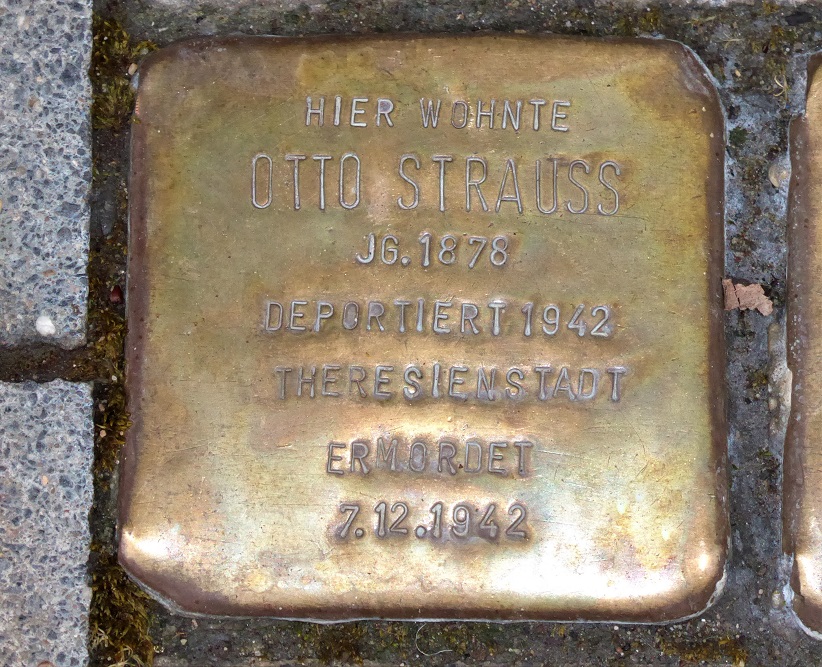 HIER WOHNTE
OTTO STRAUSS
JG. 1878
DEPORTIERT 1942
THERESIENSTADT
ERMORDET
7.12.1942